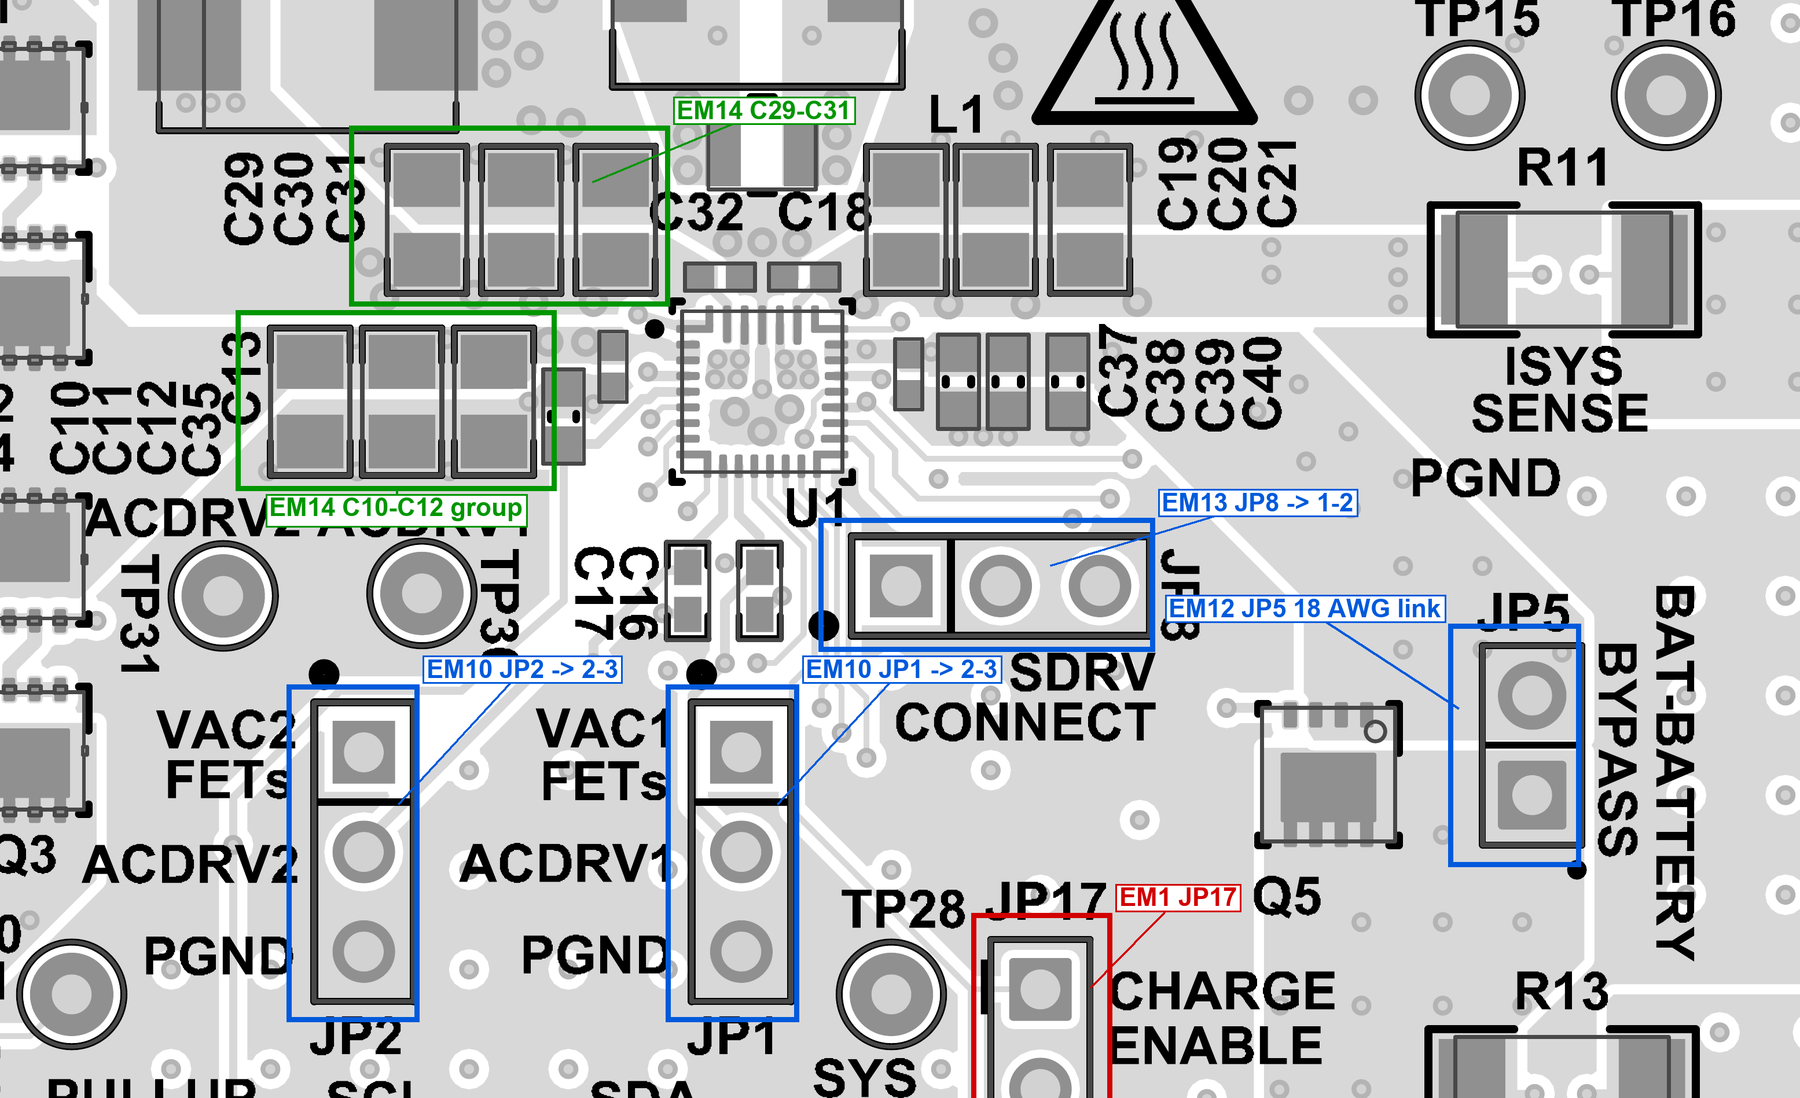 TP15
TP16
EM14 C29-C31
L1
R11
C29
C30
C31
C32
C18
C19
C20
C21
ISYS
SENSE
C13
C10
C11
C12
C35
C37
C38
C39
C40
PGND
EM14 C10-C12 group
U1
EM13 JP8 -> 1-2
ACDRV2
ACDRV1
TP31
C17
C16
JP8
EM12 JP5 18 AWG link
JP5
BAT-BATTERY
BYPASS
EM10 JP2 -> 2-3
EM10 JP1 -> 2-3
SDRV
CONNECT
VAC2
FETs
VAC1
FETs
Q3
ACDRV2
ACDRV1
TP28
JP17
EM1 JP17
Q5
PGND
PGND
CHARGE
ENABLE
R13
JP2
JP1
SYS
PULLUP
SCL
SDA